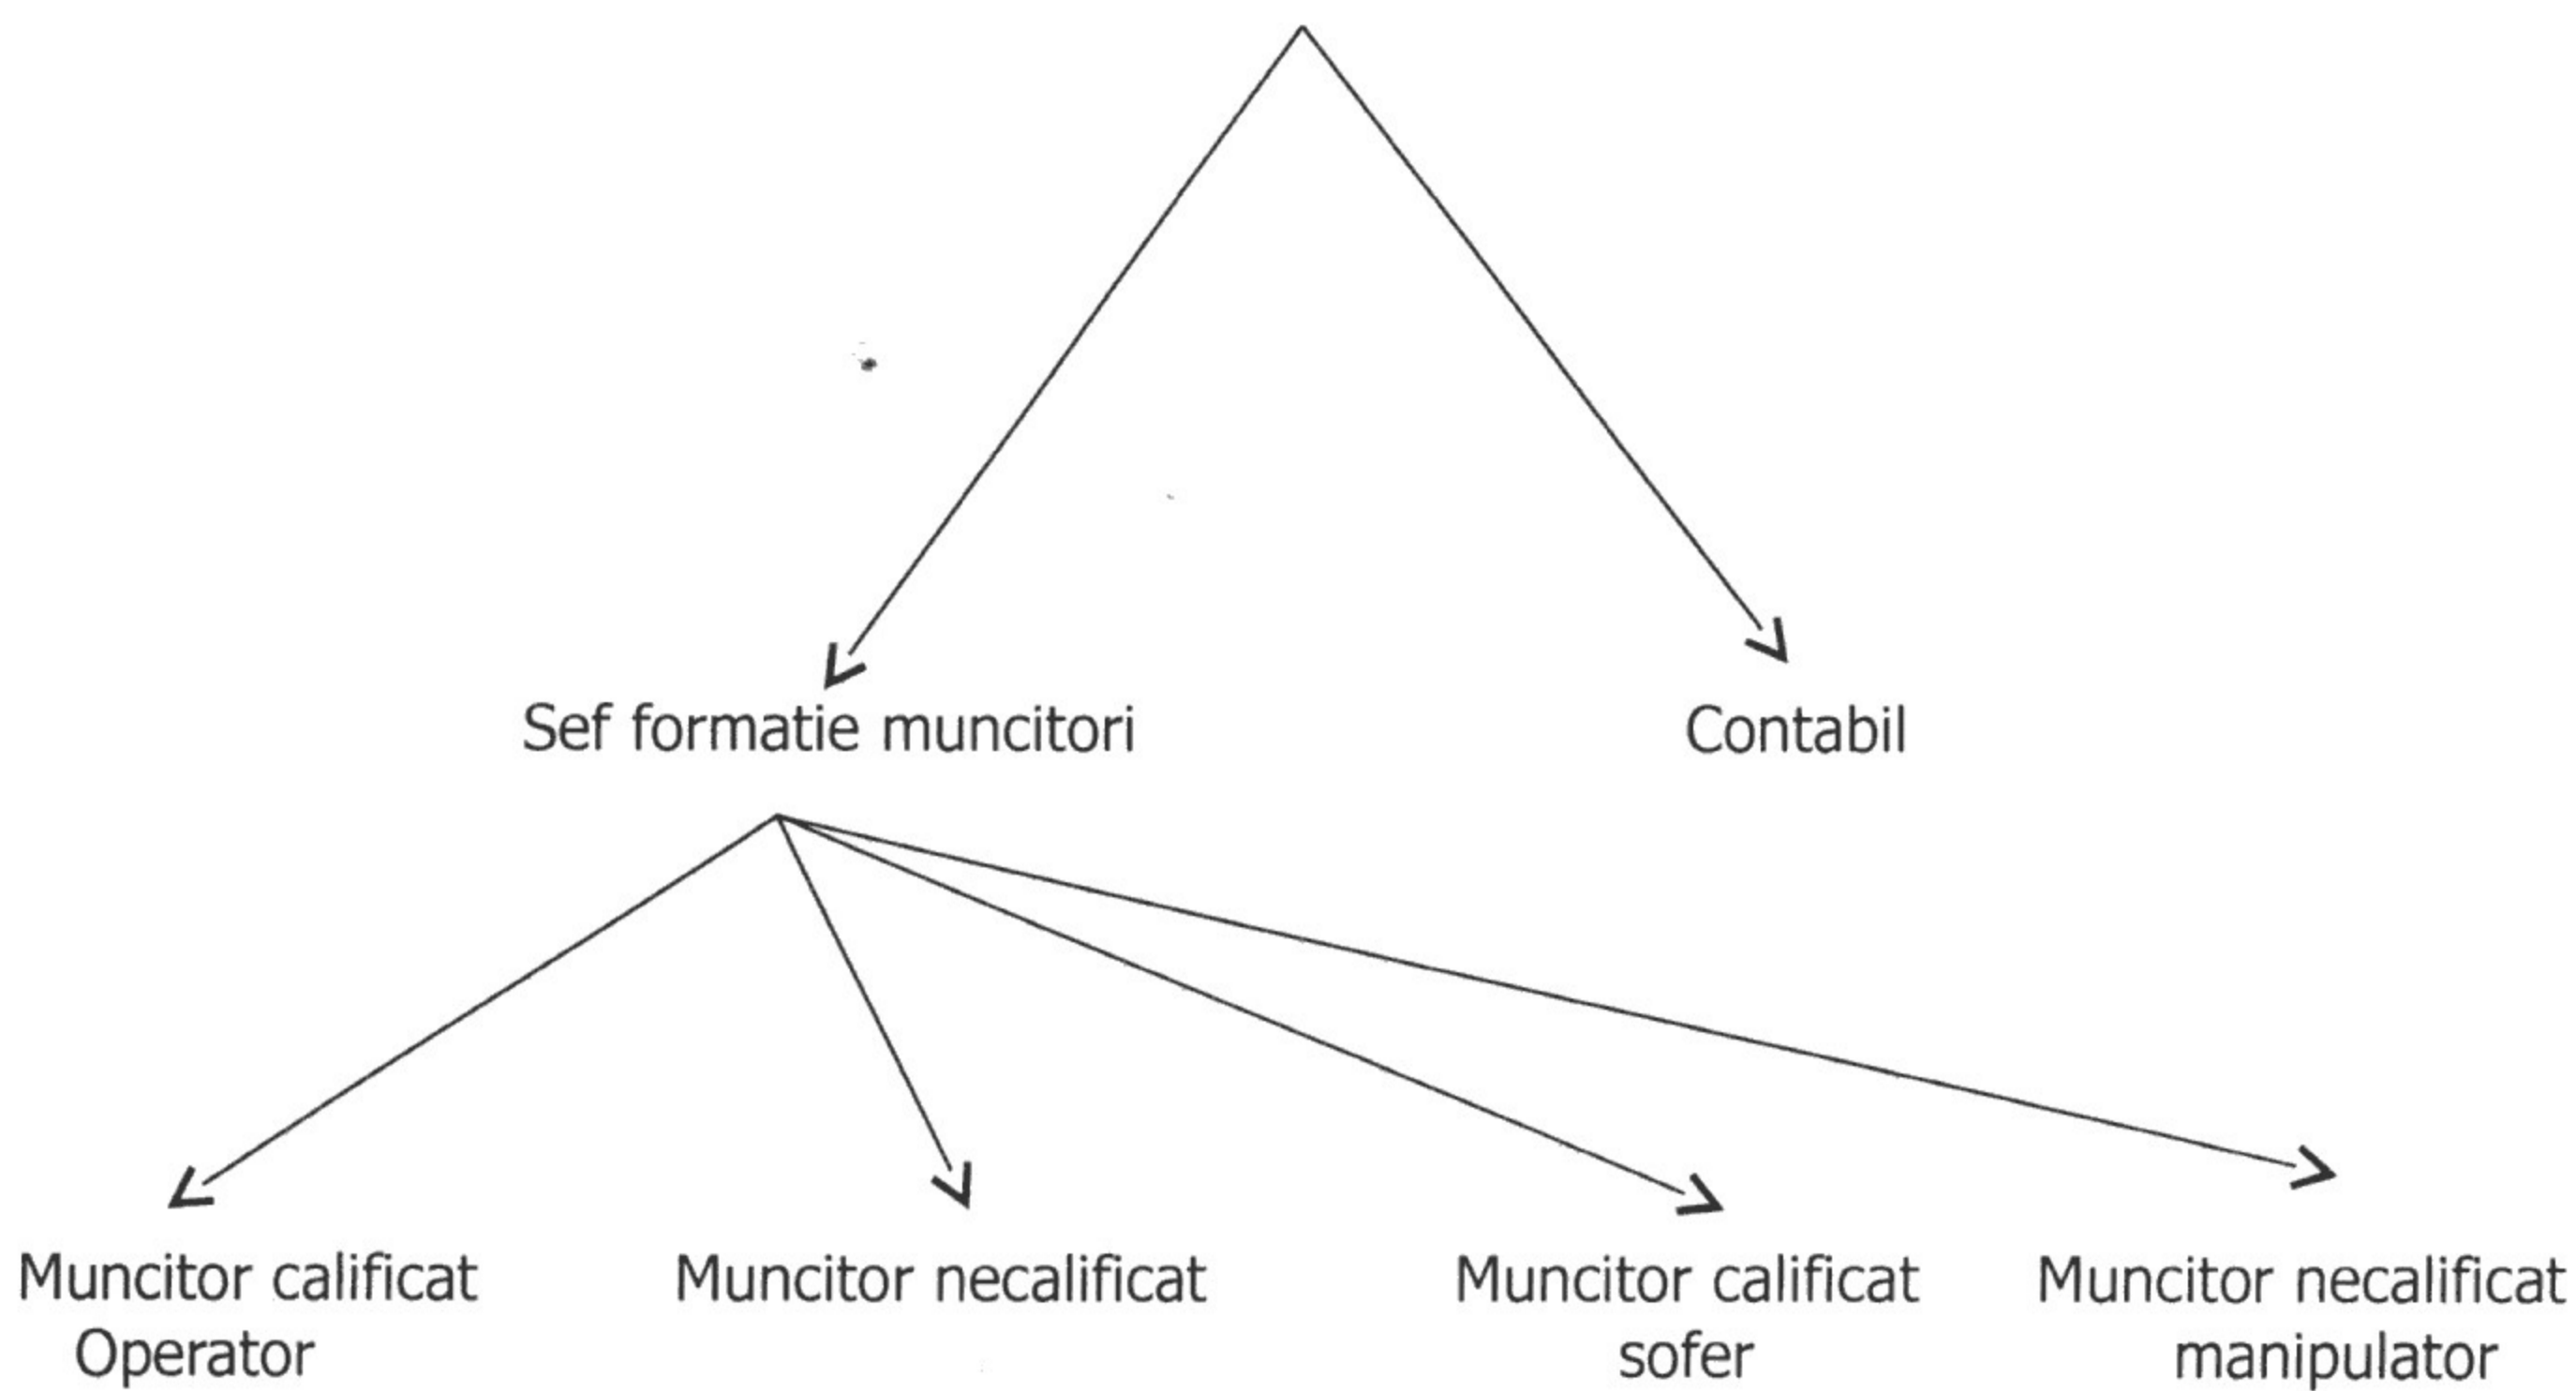 Sef formatie muncitori
Contabil
Muncitor calificat
Operator
Muncitor necalificat
Muncitor calificat
sofer
Muncitor necalificat
manipulator